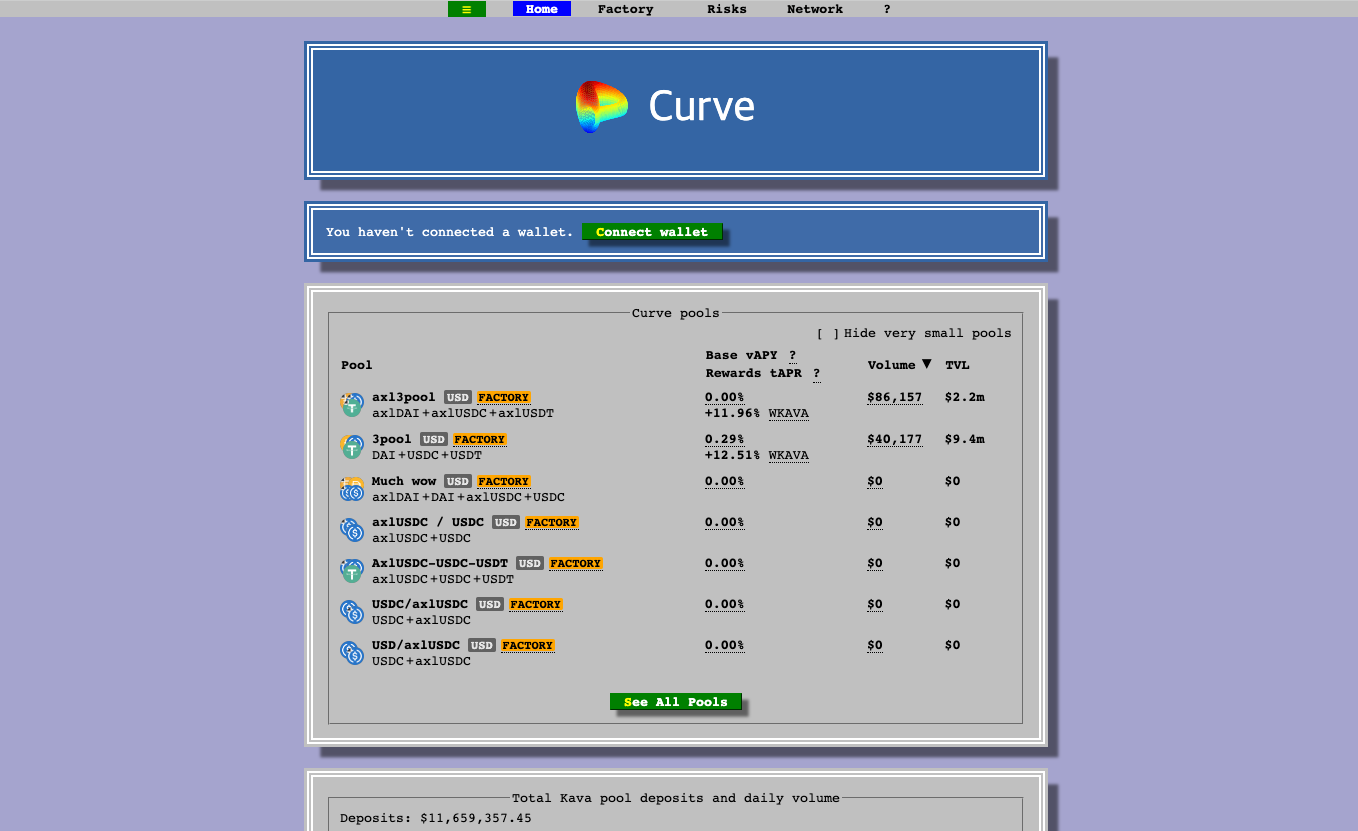 ≡ Home Factory Risks Network ?
Curve
You haven't connected a wallet. Connect wallet
Curve pools
[ ] Hide very small pools
Pool Base vAPY ? Volume ▼ TVL
Rewards tAPR ?
axl3pool USD FACTORY 0.00% $86,157 $2.2m
axlDAI+axlUSDC+axlUSDT +11.96% WKAVA
3pool USD FACTORY 0.29% $40,177 $9.4m
DAI+USDC+USDT +12.51% WKAVA
Much wow USD FACTORY 0.00% $0 $0
axlDAI+DAI+axlUSDC+USDC
axlUSDC / USDC USD FACTORY 0.00% $0 $0
axlUSDC+USDC
AxlUSDC-USDC-USDT USD FACTORY 0.00% $0 $0
axlUSDC+USDC+USDT
USDC/axlUSDC USD FACTORY 0.00% $0 $0
USDC+axlUSDC
USD/axlUSDC USD FACTORY 0.00% $0 $0
USDC+axlUSDC
See All Pools
Total Kava pool deposits and daily volume
Deposits: $11,659,357.45